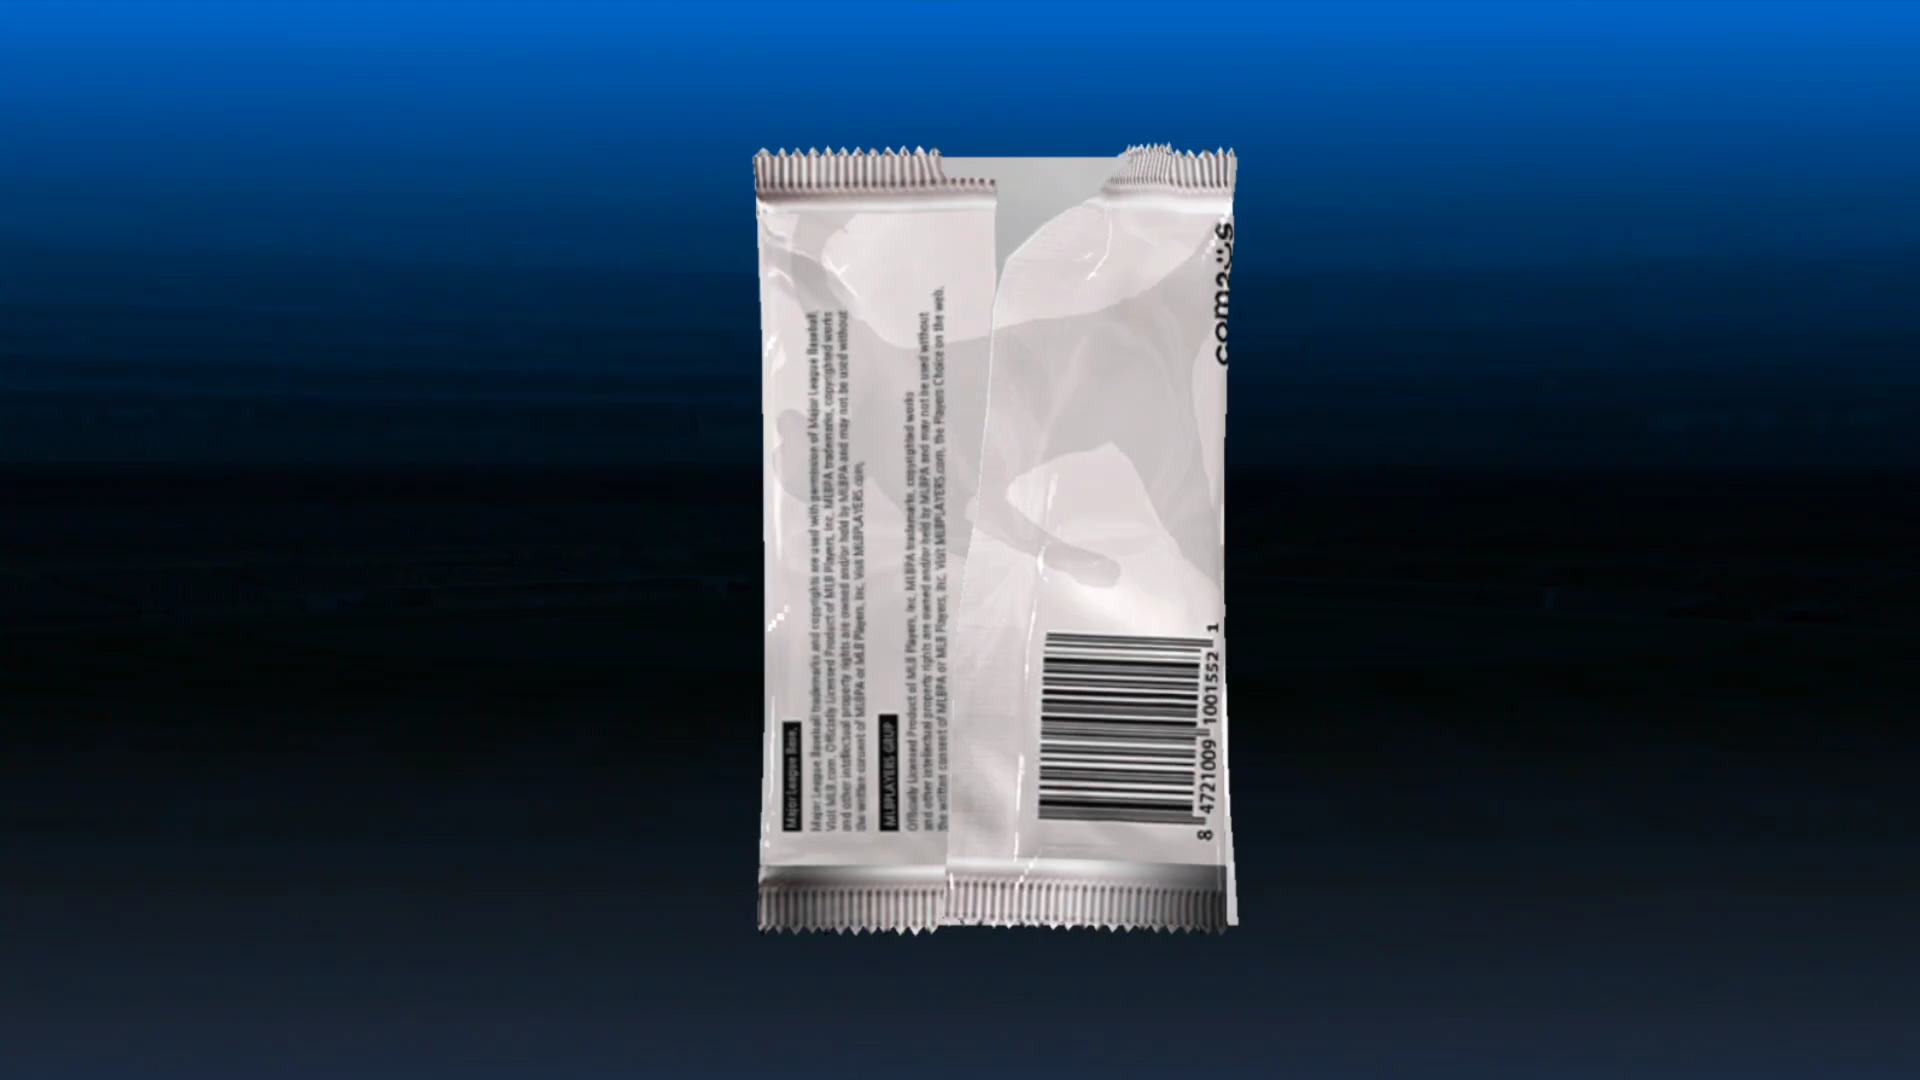 Major League Base.
Major League Baseball trademarks and copyrights are used with permission of Major League Baseball.
Visit MLB.com. Officially Licensed Product of MLB Players, Inc. MLBPA trademarks, copyrighted works
and other intellectual property rights are owned and/or held by MLBPA and may not be used without
the written consent of MLBPA or MLB Players, Inc. Visit MLBPLAYERS.com,
MLBPLAYERS
Officially Licensed Product of MLB Players, Inc. MLBPA trademarks, copyrighted works
and other intellectual property rights are owned and/or held by MLBPA and may not be used without
the written consent of MLBPA or MLB Players, Inc. Visit MLBPLAYERS.com, the Players Choice on the web.
8 4721009 1001552 1